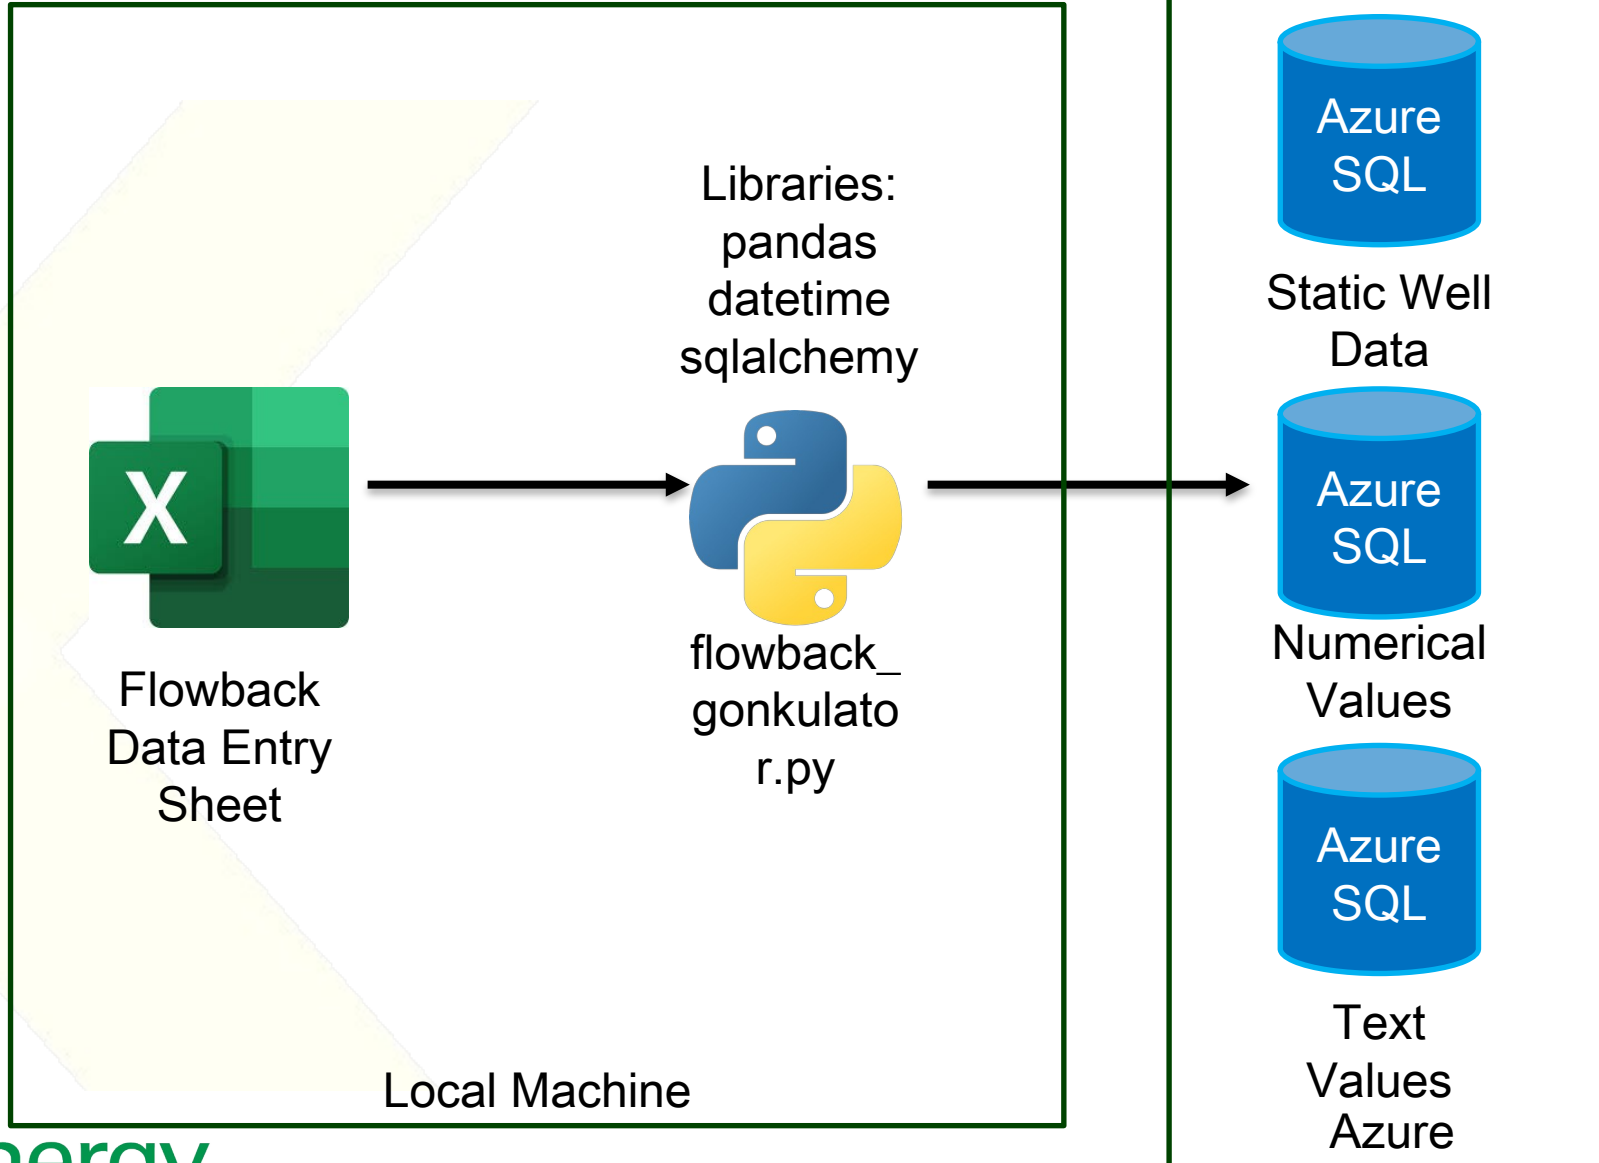 Libraries:
pandas
datetime
sqlalchemy
X
Flowback
Data Entry
Sheet
flowback_
gonkulato
r.py
Local Machine
Azure
SQL
Static Well
Data
Azure
SQL
Numerical
Values
Azure
SQL
Text
Values
Azure